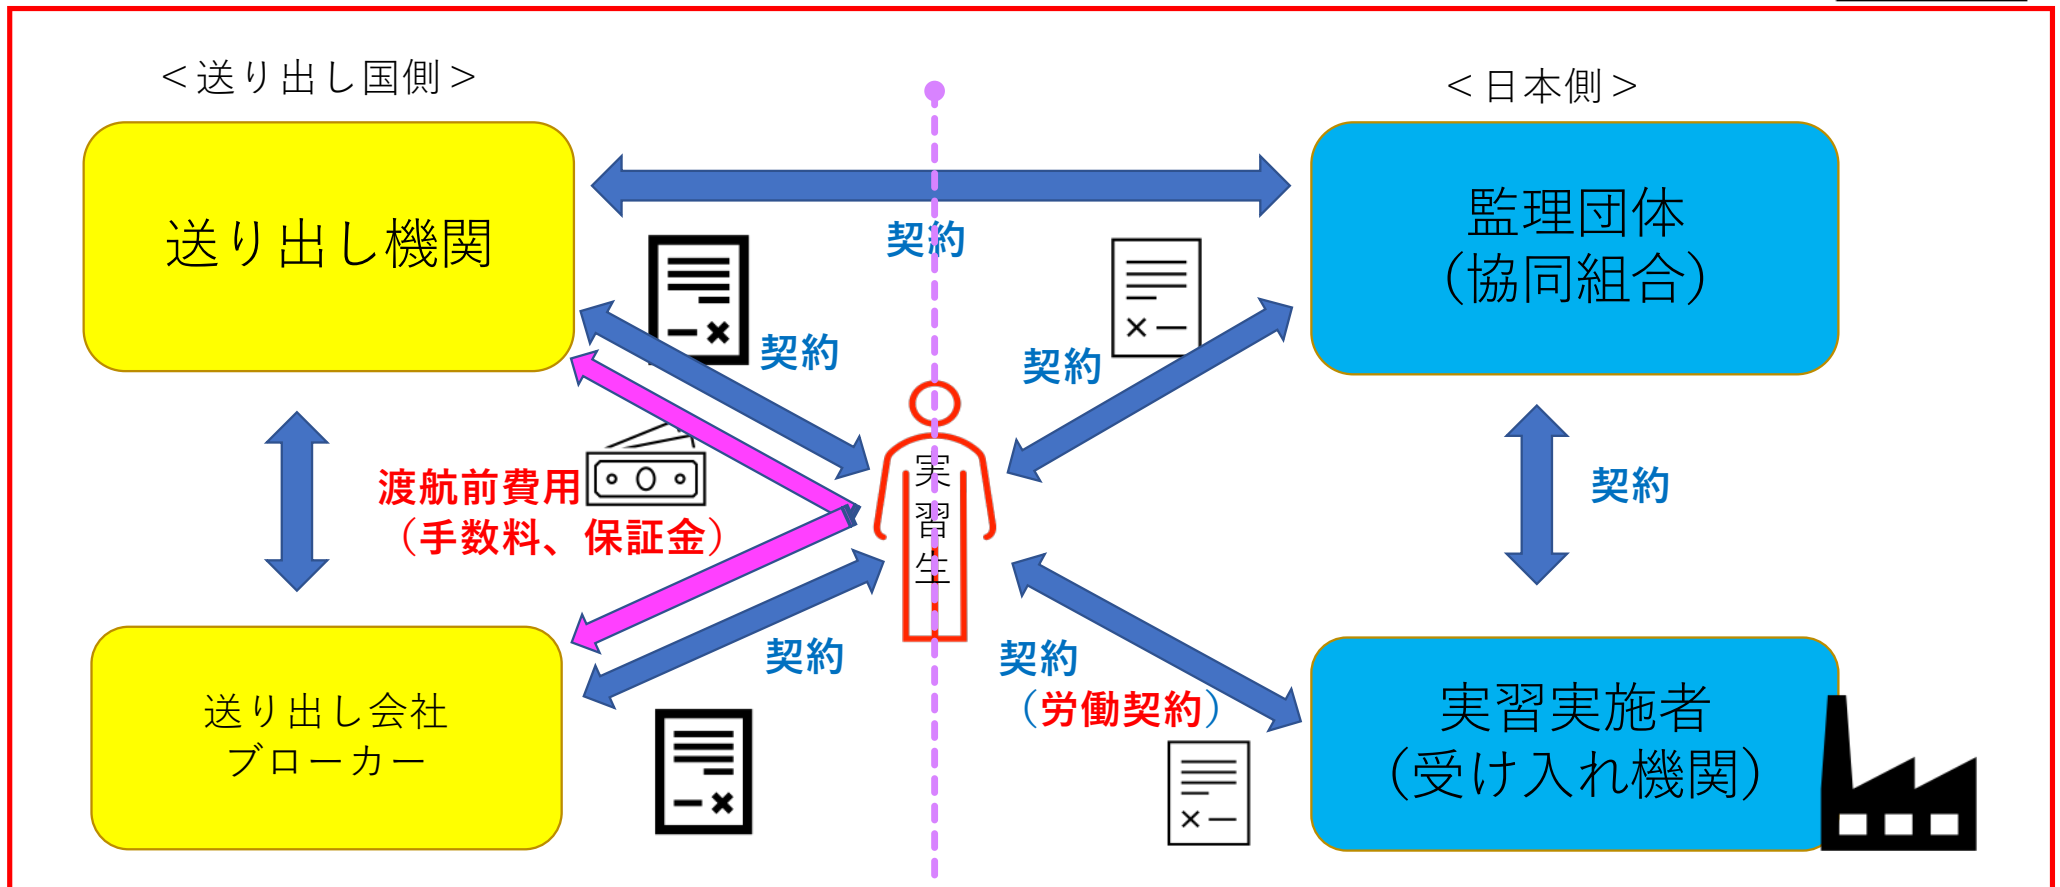 ＜送り出し国側＞
＜日本側＞
送り出し機関
監理団体
（協同組合）
契約
契約
契約
渡航前費用
（手数料、保証金）
実習生
契約
送り出し会社
ブローカー
契約
契約
（労働契約）
実習実施者
（受け入れ機関）